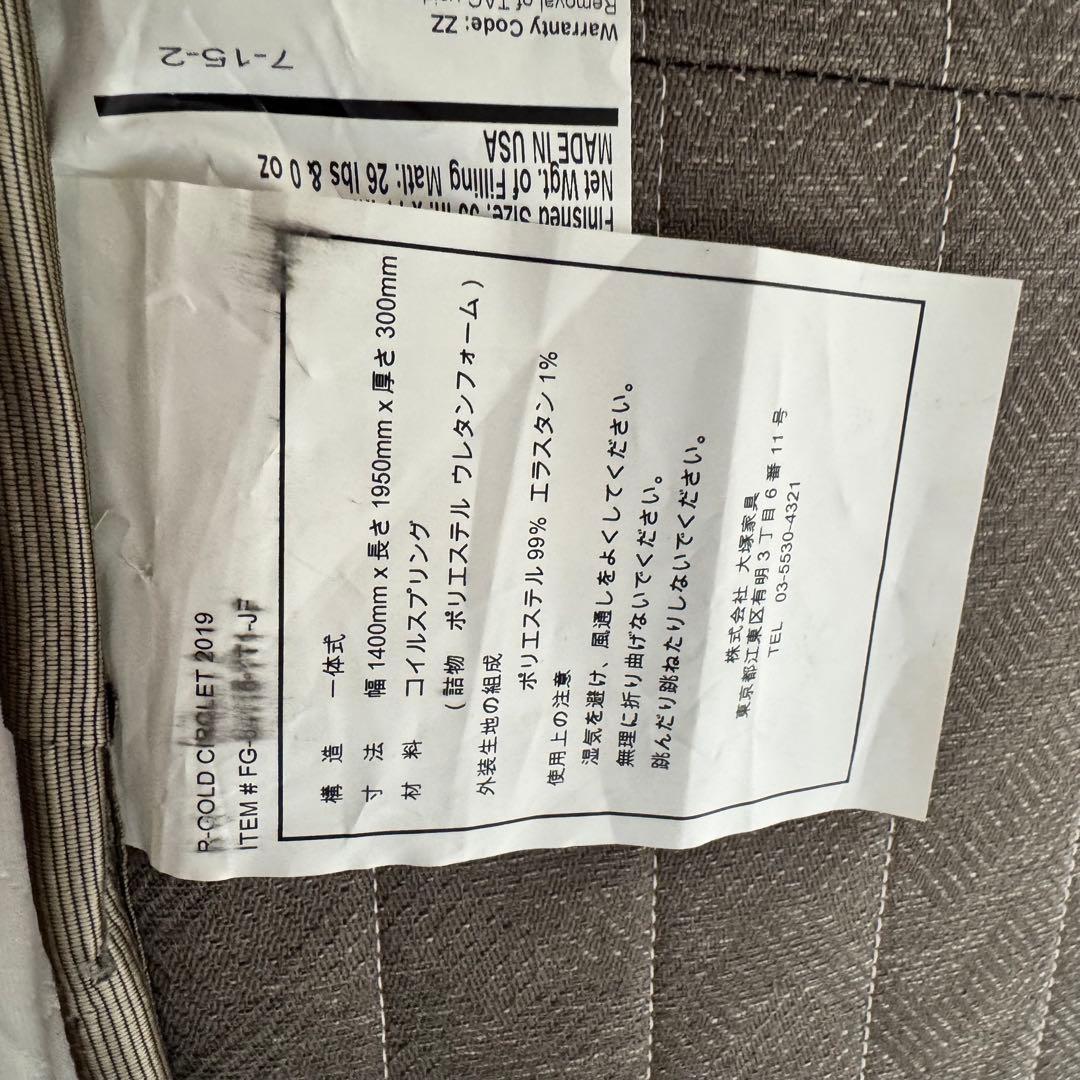 R-GOLD CIRCLET 2019
ITEM # FG-
構 造 一体式
寸 法 幅 1400mm x 長さ 1950mm x 厚さ 300mm
材 料 コイルスプリング
( 詰物 ポリエステル ウレタンフォーム )
外装生地の組成
ポリエステル 99% エラスタン 1%
使用上の注意
湿気を避け、風通しをよくしてください。
無理に折り曲げないでください。
跳んだり跳ねたりしないでください。
株式会社 大塚家具
東京都江東区有明 3 丁目 6 番 11 号
TEL 03-5530-4321
Finished Size:
Net Wgt. of Filling Matl: 26 lbs & 0 oz
MADE IN USA
7-15-2
Warranty Code: ZZ
Removal of TAG